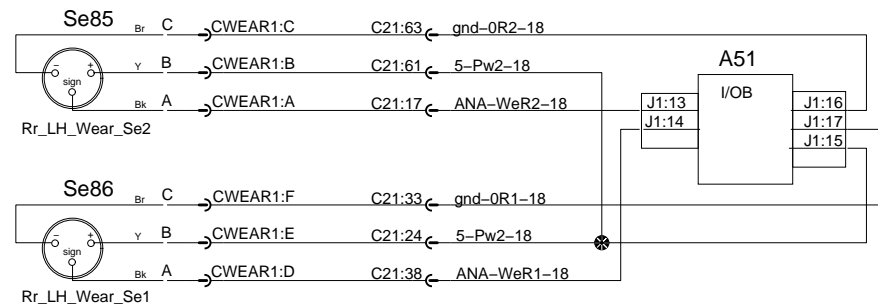 Se85 Br C CWEAR1:C C21:63 gnd-0R2-18
- + Y B CWEAR1:B C21:61 5-Pw2-18 A51
sign I/OB
Bk A CWEAR1:A C21:17 ANA-WeR2-18 J1:13 J1:16
Rr_LH_Wear_Se2 J1:14 J1:17
J1:15
Se86 Br C CWEAR1:F C21:33 gnd-0R1-18
- + Y B CWEAR1:E C21:24 5-Pw2-18
sign
Bk A CWEAR1:D C21:38 ANA-WeR1-18
Rr_LH_Wear_Se1